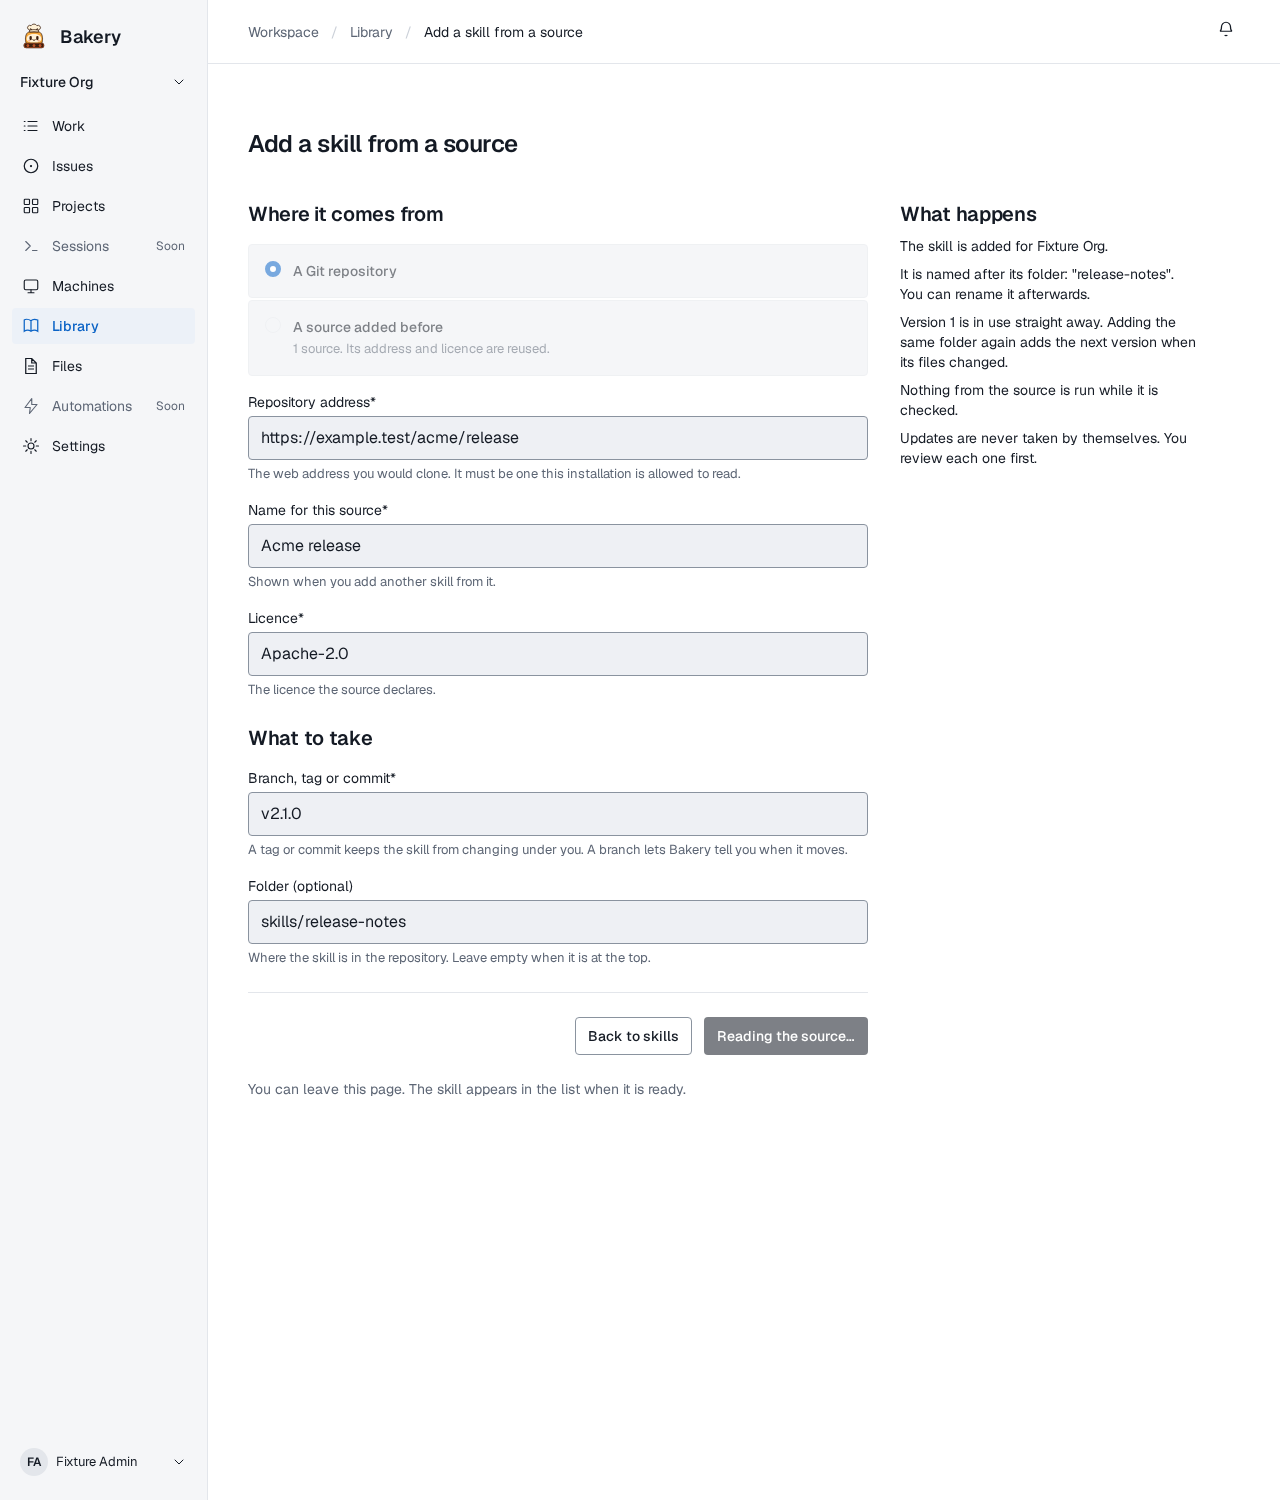 Bakery
Fixture Org
Work
Issues
Projects
Sessions Soon
Machines
Library
Files
Automations Soon
Settings
FA Fixture Admin
Workspace / Library / Add a skill from a source
Add a skill from a source
Where it comes from
A Git repository
A source added before
1 source. Its address and licence are reused.
Repository address*
https://example.test/acme/release
The web address you would clone. It must be one this installation is allowed to read.
Name for this source*
Acme release
Shown when you add another skill from it.
Licence*
Apache-2.0
The licence the source declares.
What to take
Branch, tag or commit*
v2.1.0
A tag or commit keeps the skill from changing under you. A branch lets Bakery tell you when it moves.
Folder (optional)
skills/release-notes
Where the skill is in the repository. Leave empty when it is at the top.
Back to skills
Reading the source…
You can leave this page. The skill appears in the list when it is ready.
What happens
The skill is added for Fixture Org.
It is named after its folder: "release-notes".
You can rename it afterwards.
Version 1 is in use straight away. Adding the
same folder again adds the next version when
its files changed.
Nothing from the source is run while it is
checked.
Updates are never taken by themselves. You
review each one first.